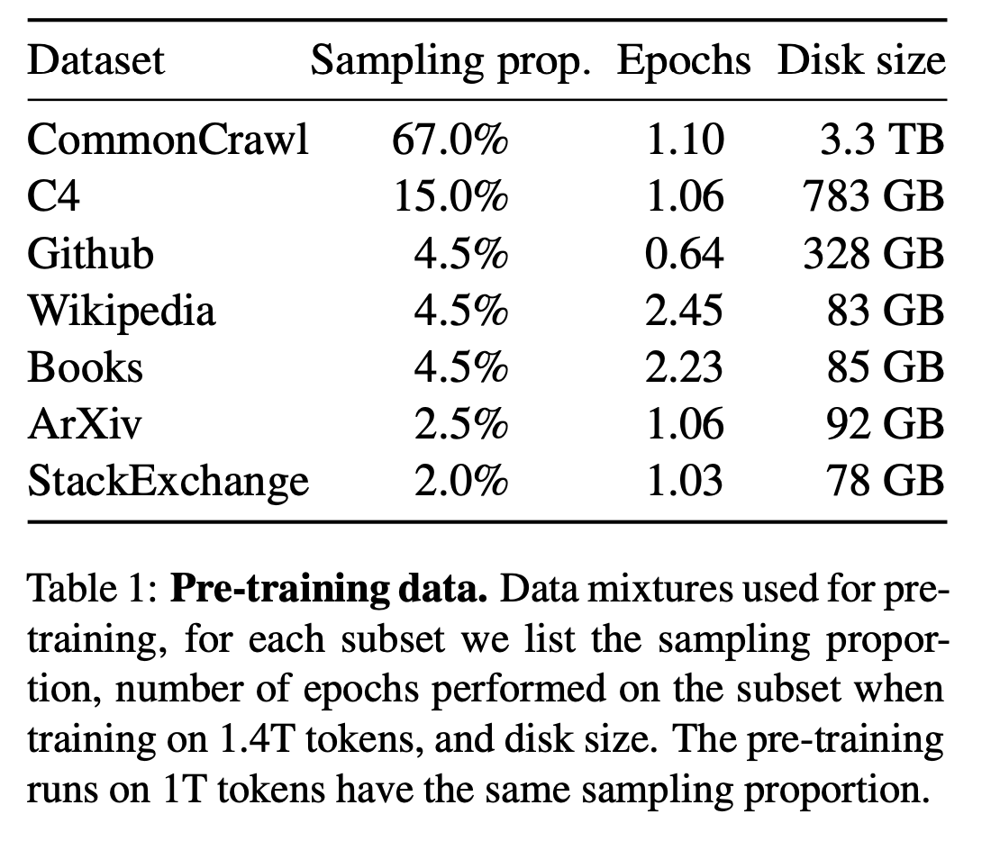 Dataset Sampling prop. Epochs Disk size
CommonCrawl 67.0% 1.10 3.3 TB
C4 15.0% 1.06 783 GB
Github 4.5% 0.64 328 GB
Wikipedia 4.5% 2.45 83 GB
Books 4.5% 2.23 85 GB
ArXiv 2.5% 1.06 92 GB
StackExchange 2.0% 1.03 78 GB
Table 1: Pre-training data. Data mixtures used for pre-
training, for each subset we list the sampling propor-
tion, number of epochs performed on the subset when
training on 1.4T tokens, and disk size. The pre-training
runs on 1T tokens have the same sampling proportion.